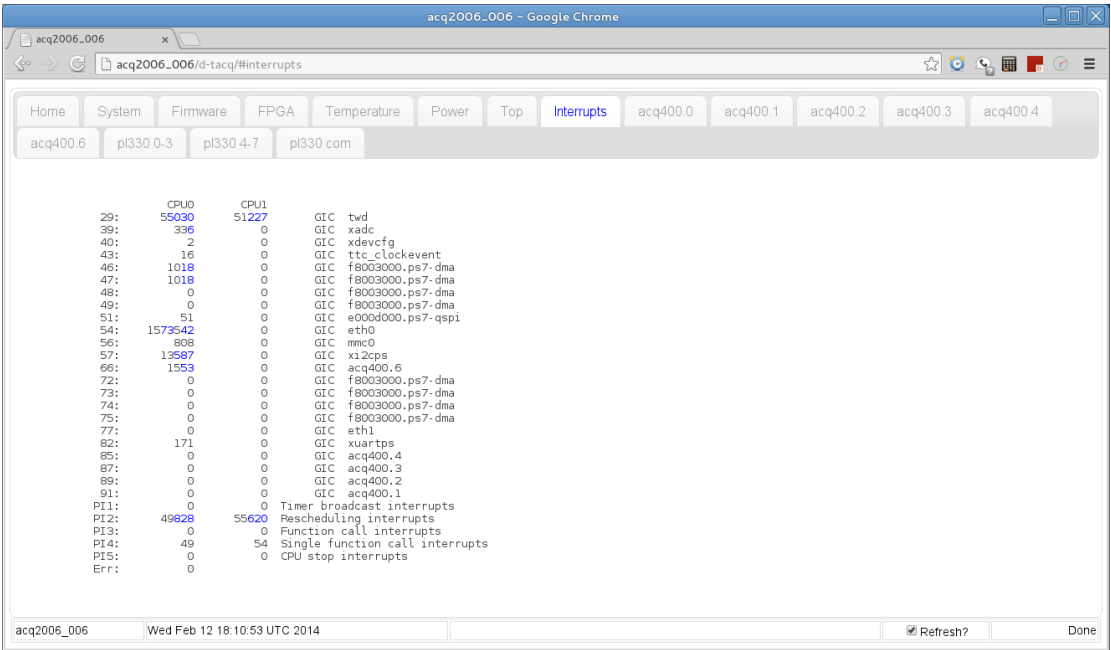 acq2006_006 - Google Chrome
acq2006_006 x
acq2006_006/d-tacq/#interrupts
Home System Firmware FPGA Temperature Power Top Interrupts acq400.0 acq400.1 acq400.2 acq400.3 acq400.4
acq400.6 pl330 0-3 pl330 4-7 pl330 com
CPU0 CPU1
29: 55030 51227 GIC twd
39: 336 0 GIC xadc
40: 2 0 GIC xdevcfg
43: 16 0 GIC ttc_clockevent
46: 1018 0 GIC f8003000.ps7-dma
47: 1018 0 GIC f8003000.ps7-dma
48: 0 0 GIC f8003000.ps7-dma
49: 0 0 GIC f8003000.ps7-dma
51: 51 0 GIC e000d000.ps7-qspi
54: 1573542 0 GIC eth0
56: 808 0 GIC mmc0
57: 13587 0 GIC xi2cps
66: 1553 0 GIC acq400.6
72: 0 0 GIC f8003000.ps7-dma
73: 0 0 GIC f8003000.ps7-dma
74: 0 0 GIC f8003000.ps7-dma
75: 0 0 GIC f8003000.ps7-dma
77: 0 0 GIC eth1
82: 171 0 GIC xuartps
85: 0 0 GIC acq400.4
87: 0 0 GIC acq400.3
89: 0 0 GIC acq400.2
91: 0 0 GIC acq400.1
PI1: 0 0 Timer broadcast interrupts
PI2: 49828 55620 Rescheduling interrupts
PI3: 0 0 Function call interrupts
PI4: 49 54 Single function call interrupts
PI5: 0 0 CPU stop interrupts
Err: 0
acq2006_006 Wed Feb 12 18:10:53 UTC 2014 Refresh? Done